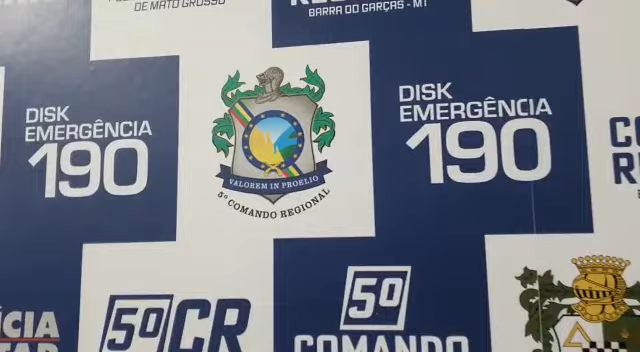 DE MATO GROSSO
BARRA DO GARÇAS - MT
DISK
EMERGÊNCIA
190
VALOREM IN PROELIO
5º COMANDO REGIONAL
DISK
EMERGÊNCIA
190
5º CR
5º
COMANDO